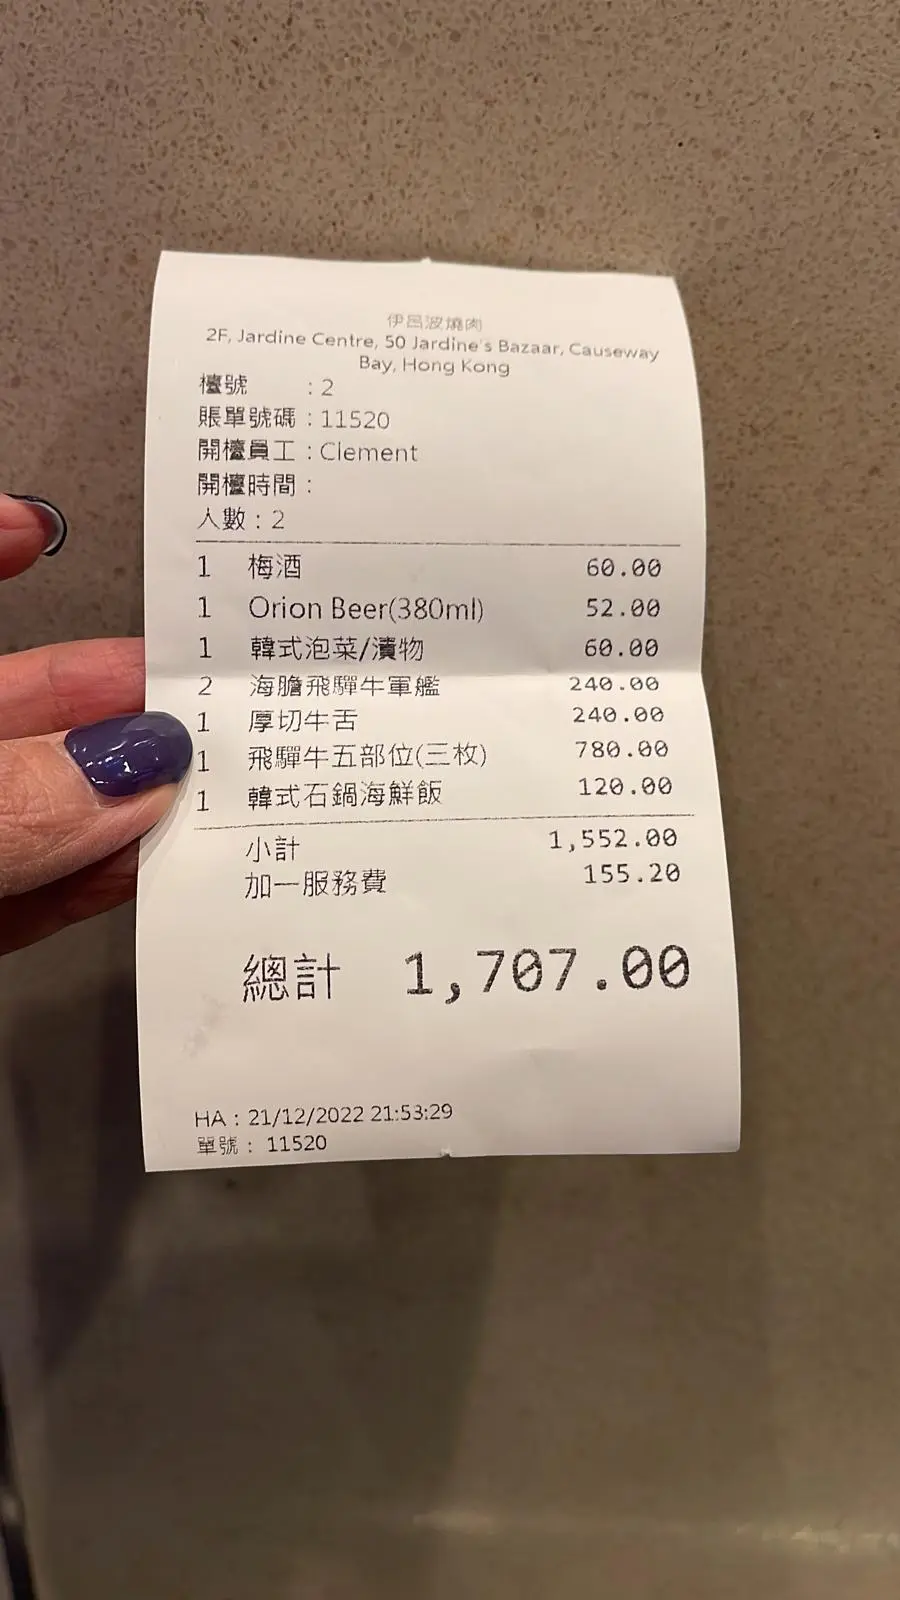 伊呂波燒肉
2F, Jardine Centre, 50 Jardine's Bazaar, Causeway
Bay, Hong Kong
檯號 : 2
賬單號碼 : 11520
開檯員工 : Clement
開檯時間 :
人數 : 2
1 梅酒 60.00
1 Orion Beer(380ml) 52.00
1 韓式泡菜/漬物 60.00
2 海膽飛驒牛軍艦 240.00
1 厚切牛舌 240.00
1 飛驒牛五部位(三枚) 780.00
1 韓式石鍋海鮮飯 120.00
小計 1,552.00
加一服務費 155.20
總計 1,707.00
HA : 21/12/2022 21:53:29
單號 : 11520